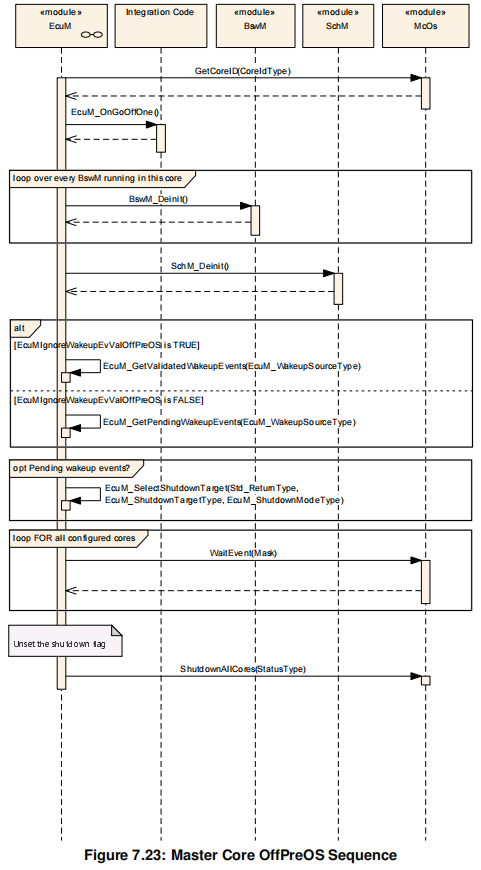 «module»
EcuM
Integration Code
«module»
BswM
«module»
SchM
«module»
McOs
GetCoreID(CoreIdType)
EcuM_OnGoOffOne()
loop over every BswM running in this core
BswM_Deinit()
SchM_Deinit()
alt
[EcuMIgnoreWakeupEvValOffPreOS is TRUE]
EcuM_GetValidatedWakeupEvents(EcuM_WakeupSourceType)
[EcuMIgnoreWakeupEvValOffPreOS is FALSE]
EcuM_GetPendingWakeupEvents(EcuM_WakeupSourceType)
opt Pending wakeup events?
EcuM_SelectShutdownTarget(Std_ReturnType,
EcuM_ShutdownTargetType, EcuM_ShutdownModeType)
loop FOR all configured cores
WaitEvent(Mask)
Unset the shutdown flag
ShutdownAllCores(StatusType)
Figure 7.23: Master Core OffPreOS Sequence